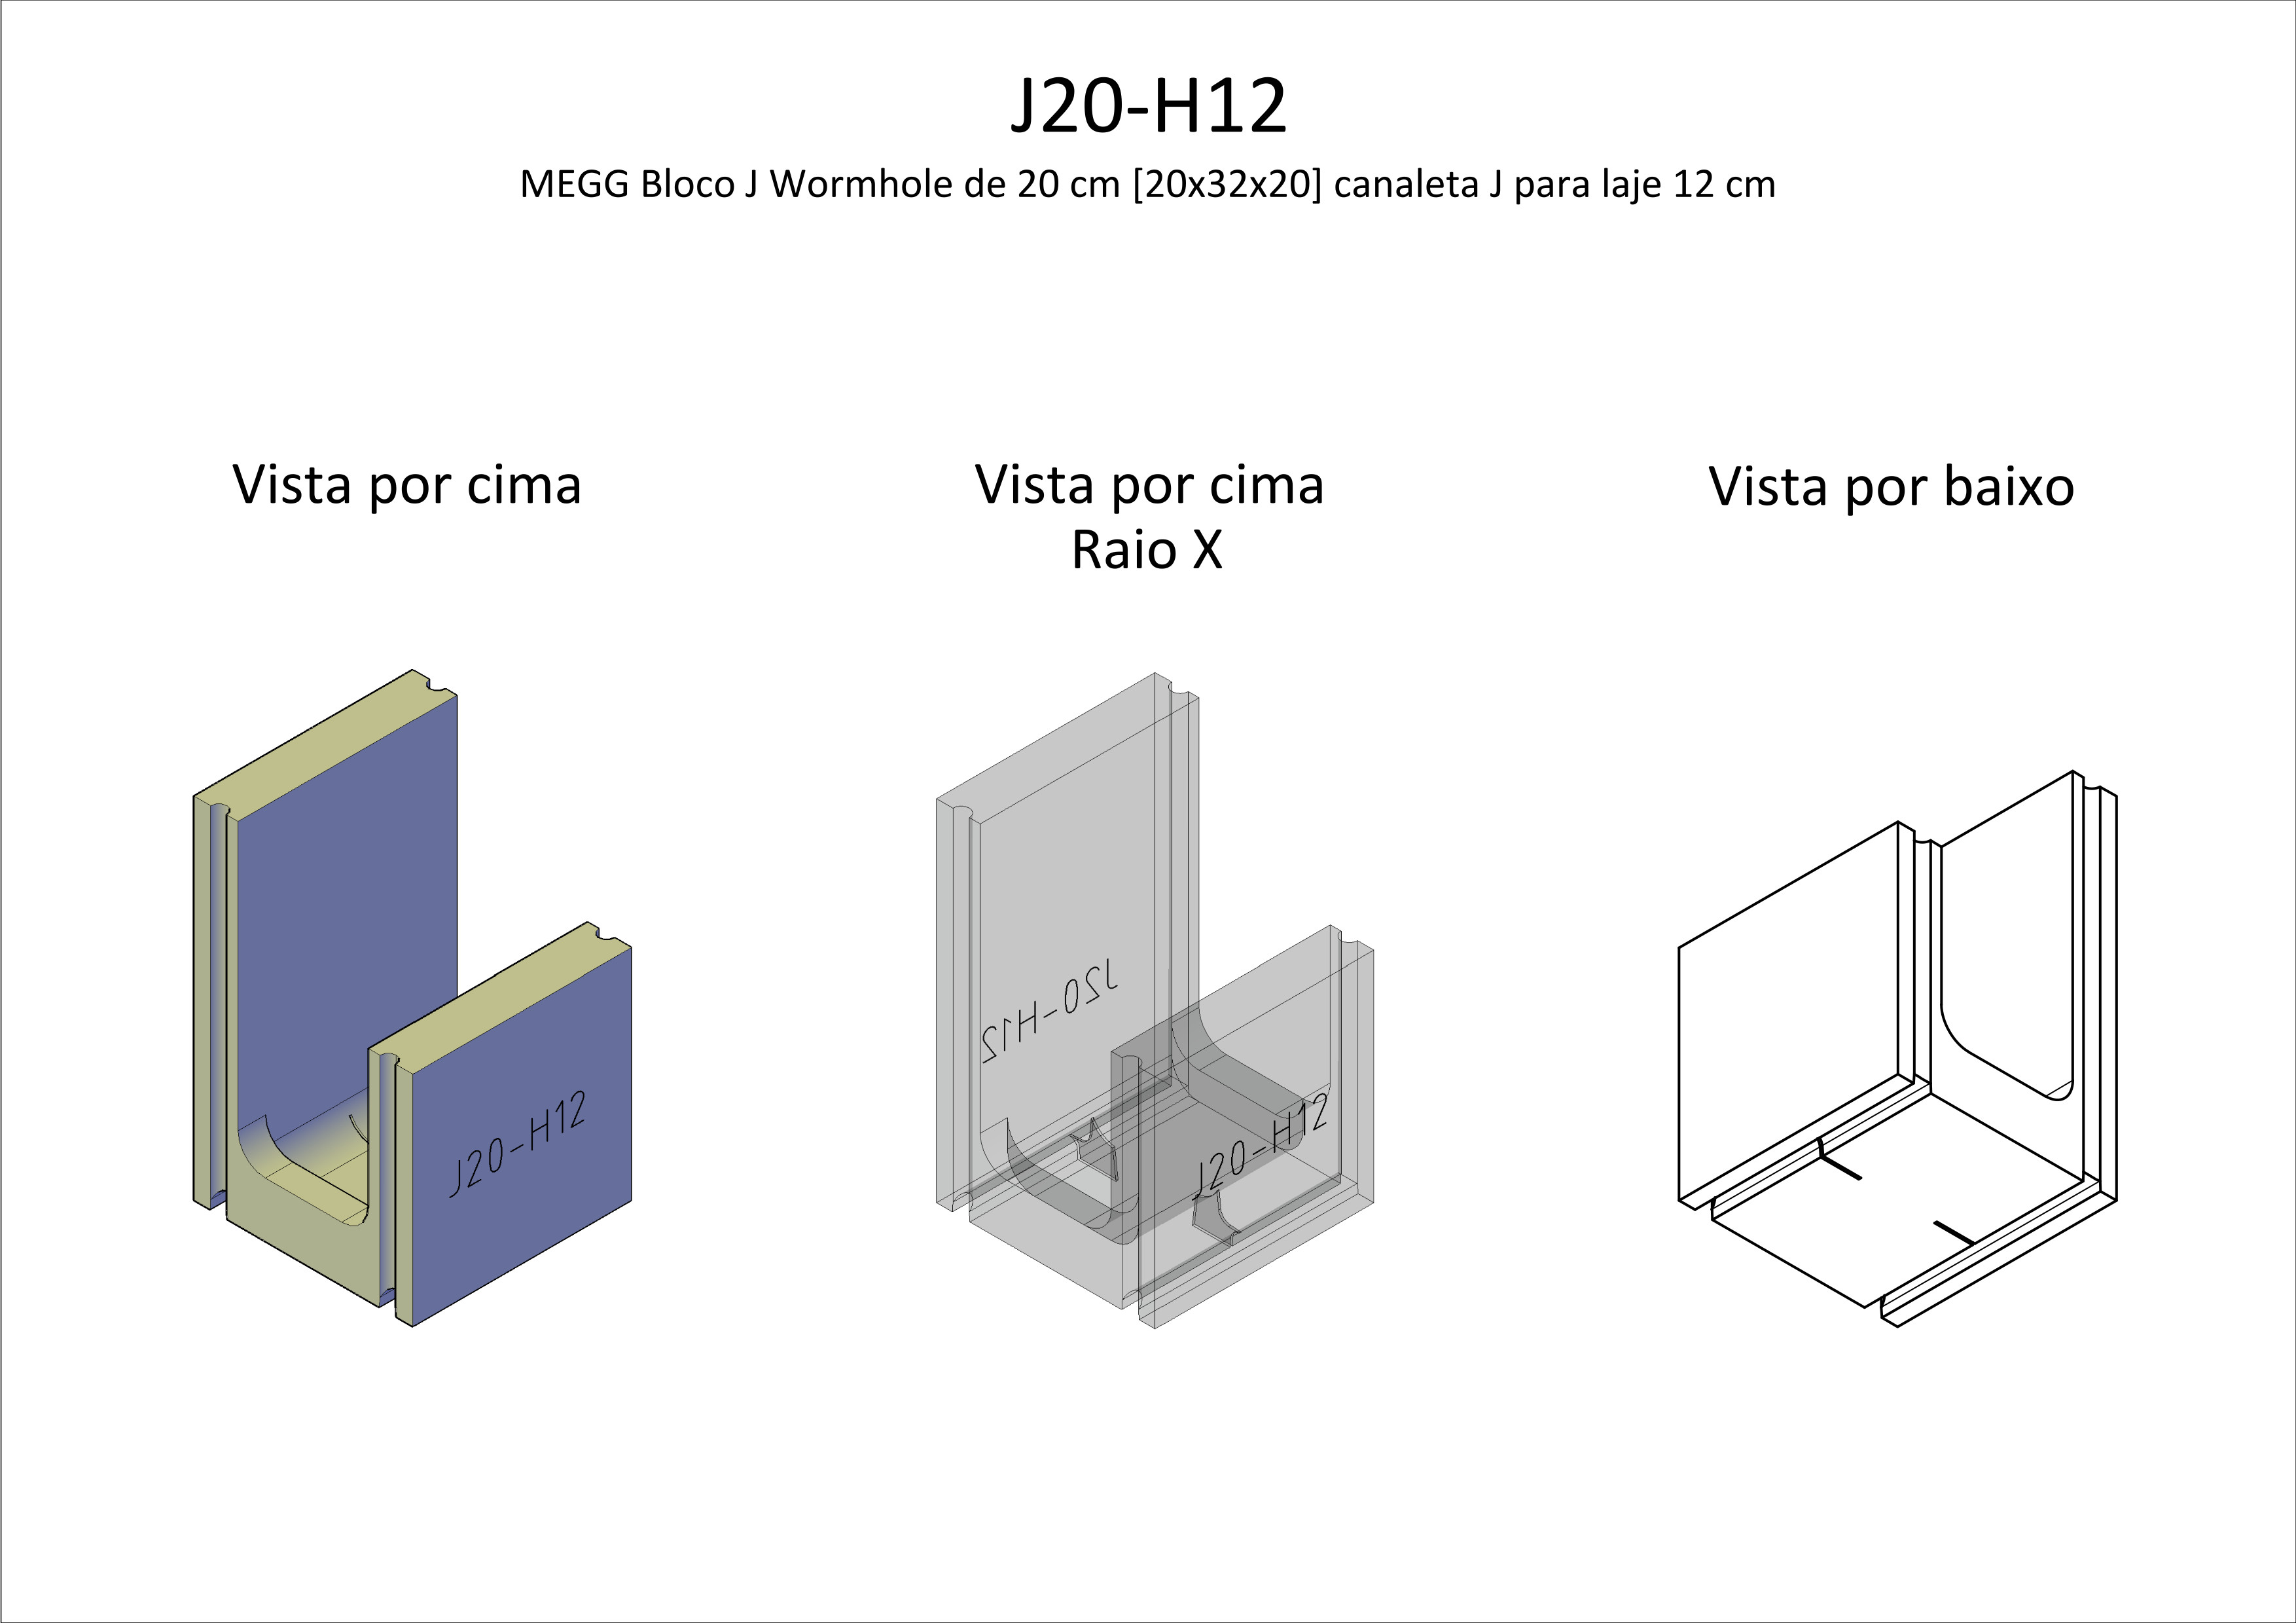 J20-H12
MEGG Bloco J Wormhole de 20 cm [20x32x20] canaleta J para laje 12 cm
Vista por cima
Vista por cima
Raio X
Vista por baixo
J20-H12
J20-H12
J20-H12